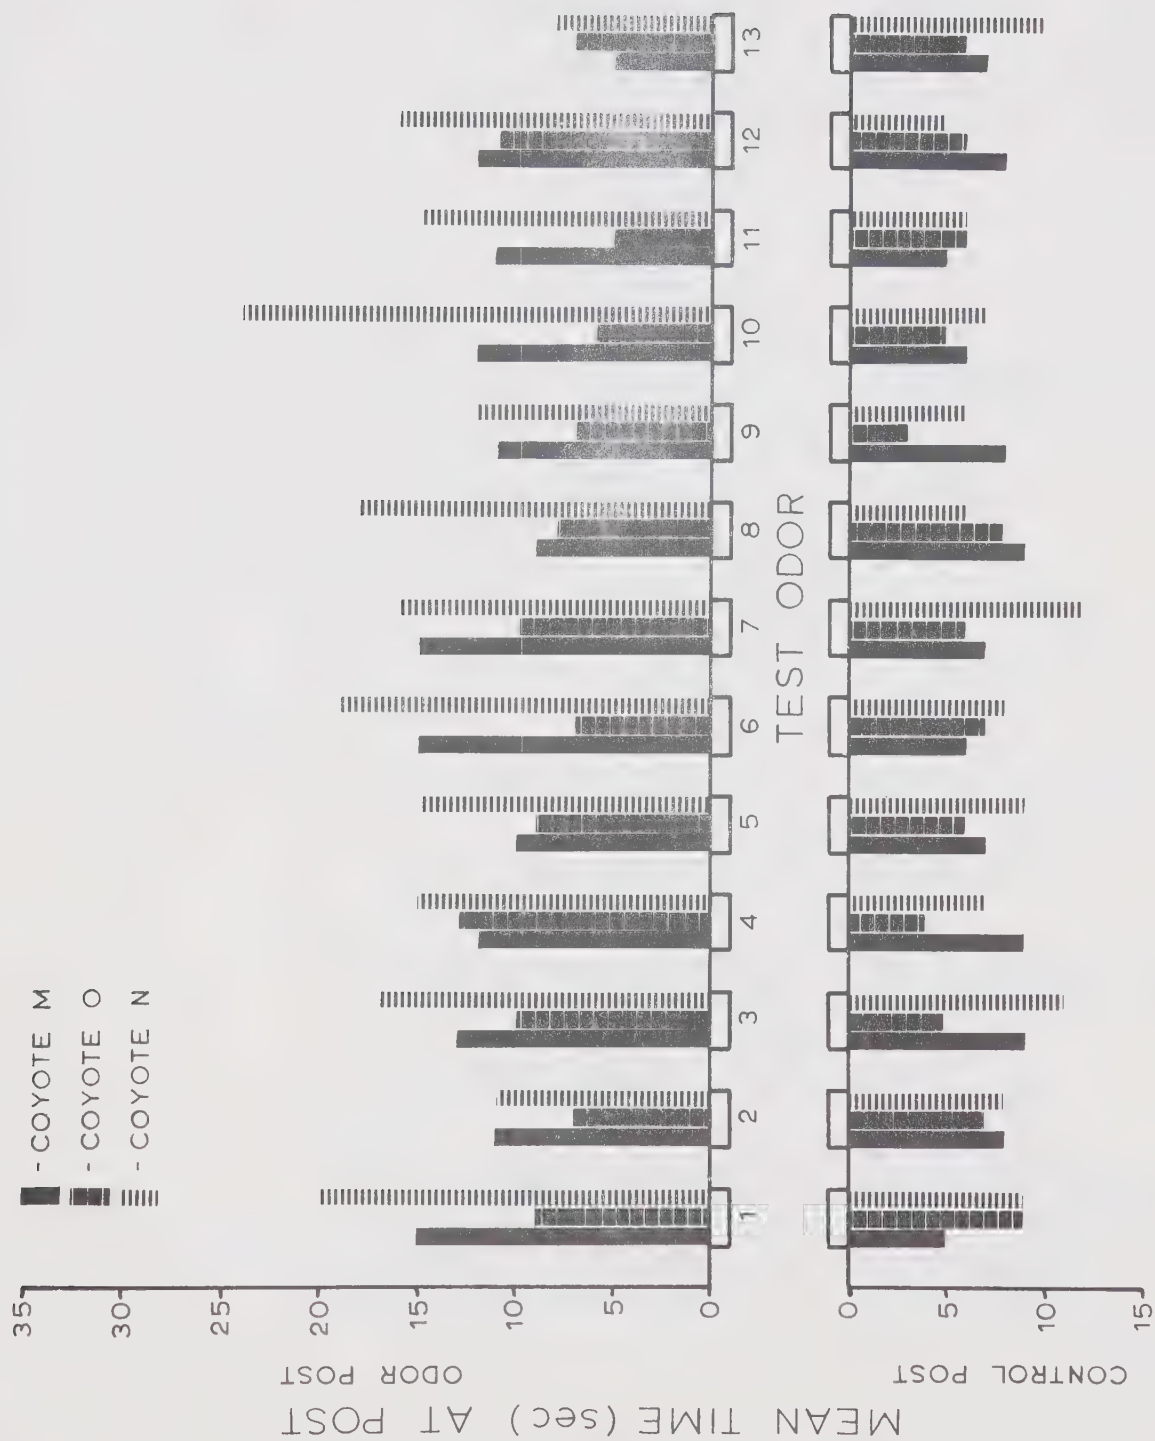 - COYOTE M
- COYOTE O
- COYOTE N
MEAN TIME (sec) AT POST
ODOR POST
35
30
25
20
15
10
5
0
1 2 3 4 5 6 7 8 9 10 11 12 13
TEST ODOR
CONTROL POST
0
5
10
15